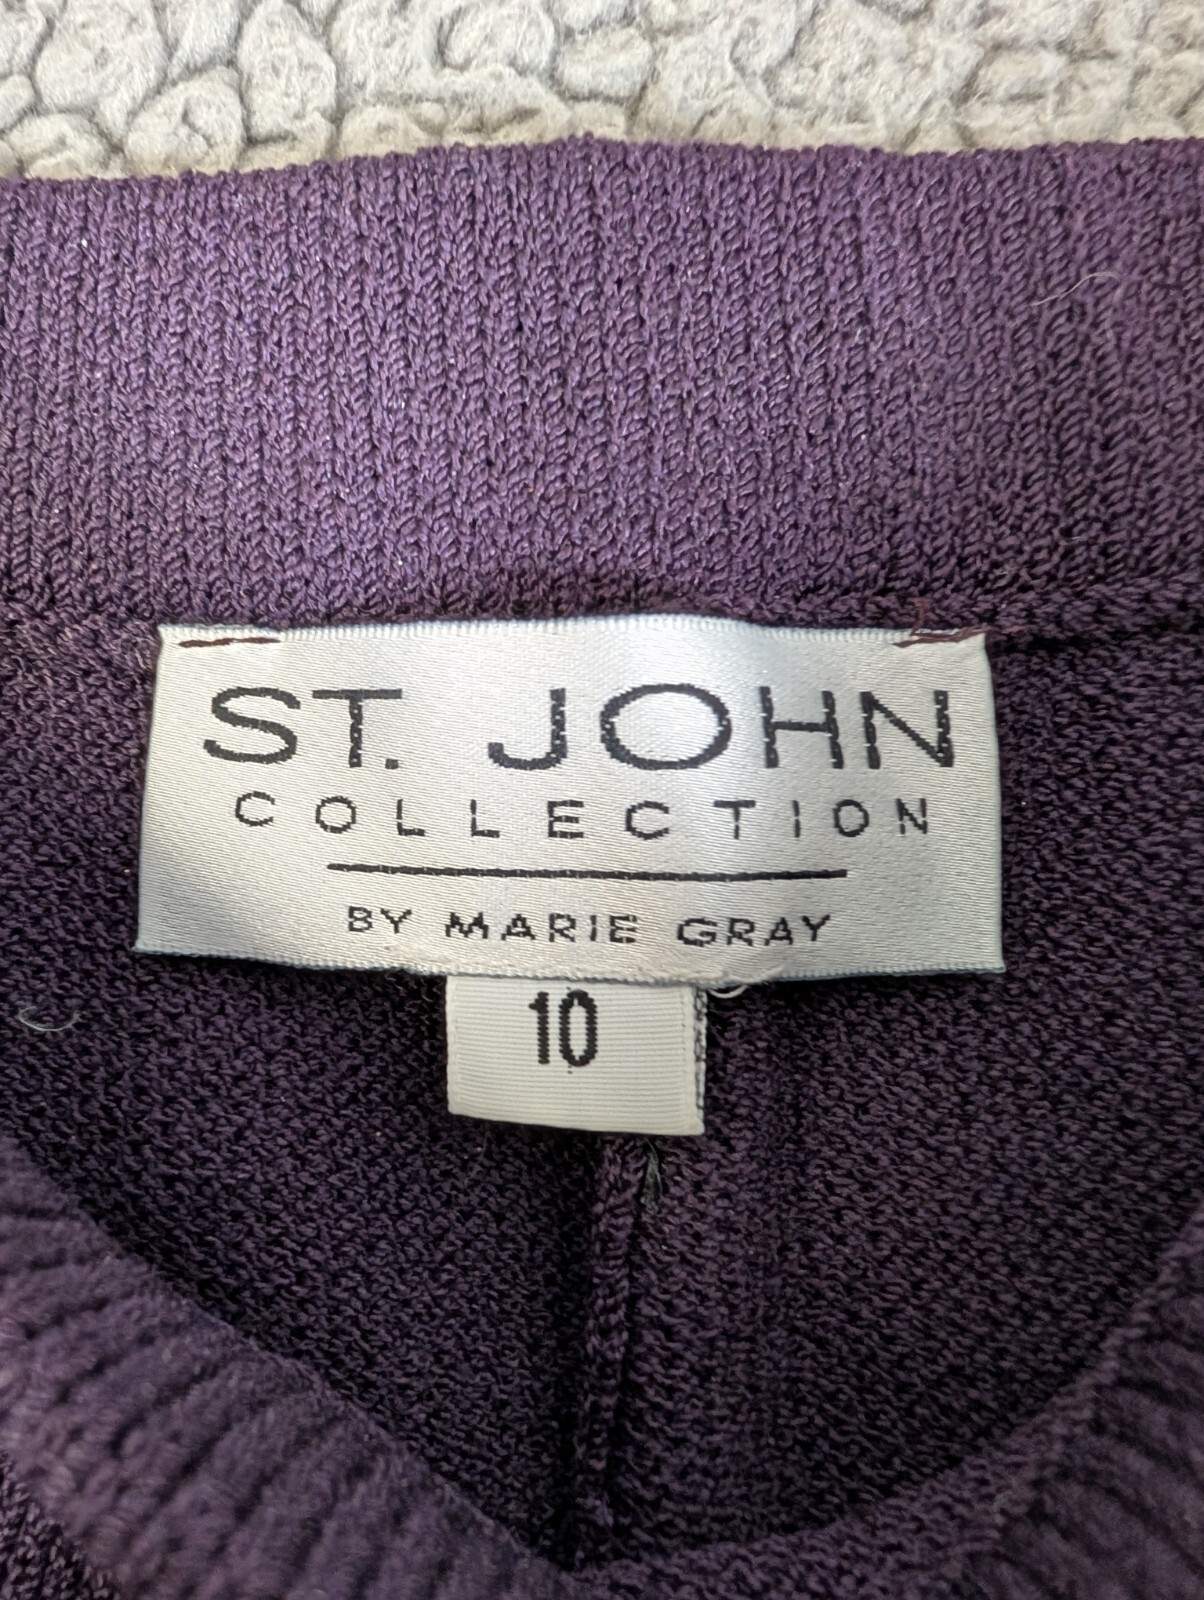 ST. JOHN
COLLECTION
BY MARIE GRAY
10